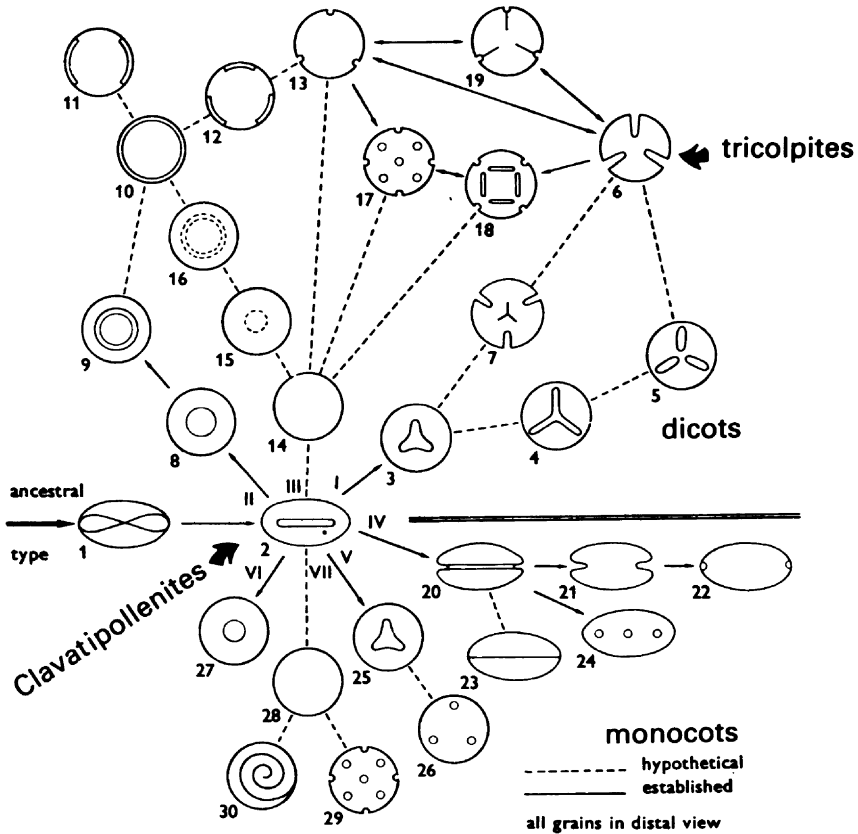 19
13
11
12
tricolpites
10
17
18
6
16
7
9
15
5
14
dicots
8
3
4
ancestral
II
III
I
IV
type
1
2
V
VI
VII
20
21
22
Clavatipollenites
27
25
23
24
28
26
monocots
hypothetical
established
30
29
all grains in distal view